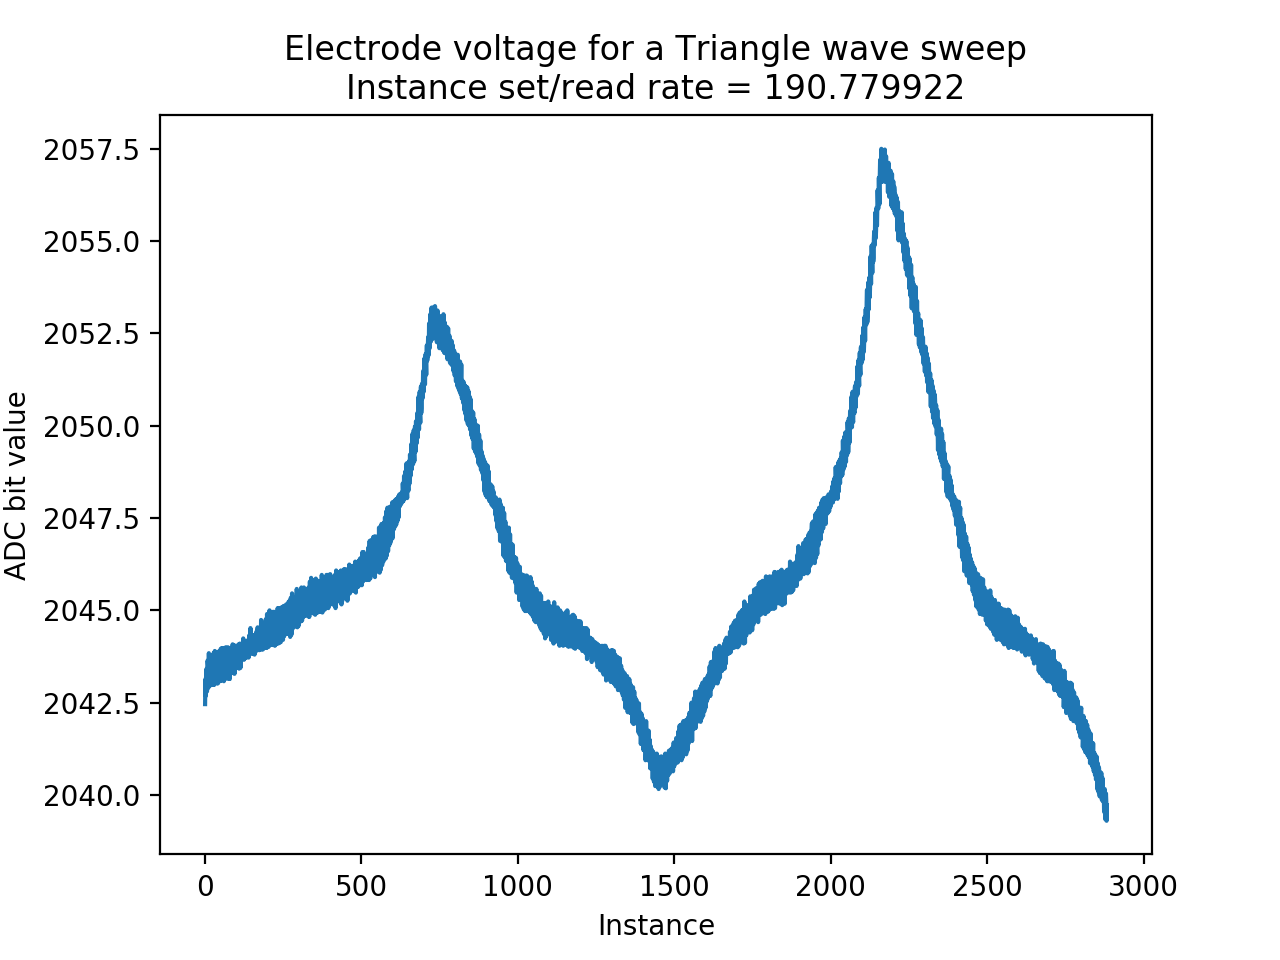 Electrode voltage for a Triangle wave sweep
Instance set/read rate = 190.779922
ADC bit value
2057.5
2055.0
2052.5
2050.0
2047.5
2045.0
2042.5
2040.0
0 500 1000 1500 2000 2500 3000
Instance